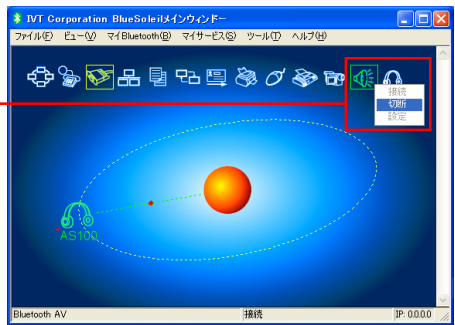 IVT Corporation BlueSoleilメインウィンドー
ファイル(F) ビュー(V) マイBluetooth(B) マイサービス(S) ツール(T) ヘルプ(H)
接続
切断
設定
AS100
Bluetooth AV 接続 IP: 0.0.0.0